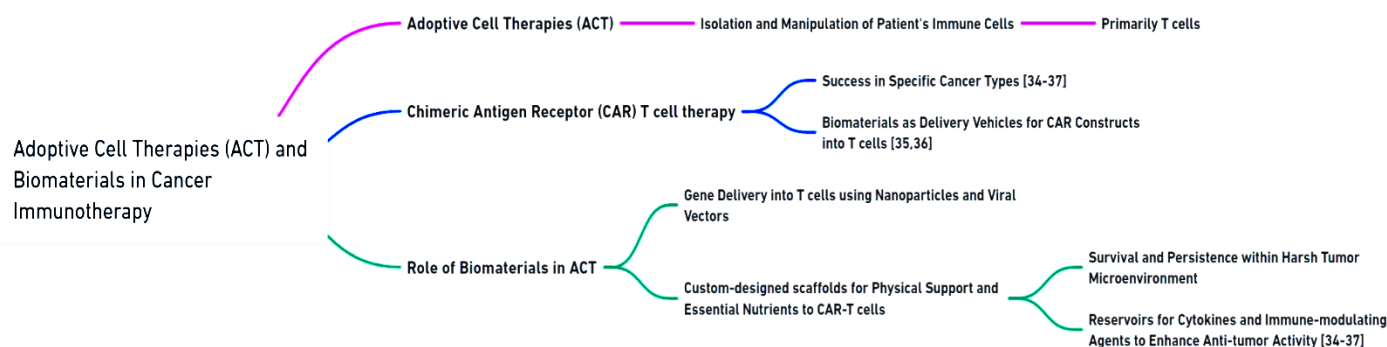 Adoptive Cell Therapies (ACT) and
Biomaterials in Cancer
Immunotherapy
Adoptive Cell Therapies (ACT)
Isolation and Manipulation of Patient's Immune Cells
Primarily T cells
Chimeric Antigen Receptor (CAR) T cell therapy
Success in Specific Cancer Types [34-37]
Biomaterials as Delivery Vehicles for CAR Constructs
into T cells [35,36]
Role of Biomaterials in ACT
Gene Delivery into T cells using Nanoparticles and Viral
Vectors
Custom-designed scaffolds for Physical Support and
Essential Nutrients to CAR-T cells
Survival and Persistence within Harsh Tumor
Microenvironment
Reservoirs for Cytokines and Immune-modulating
Agents to Enhance Anti-tumor Activity [34-37]